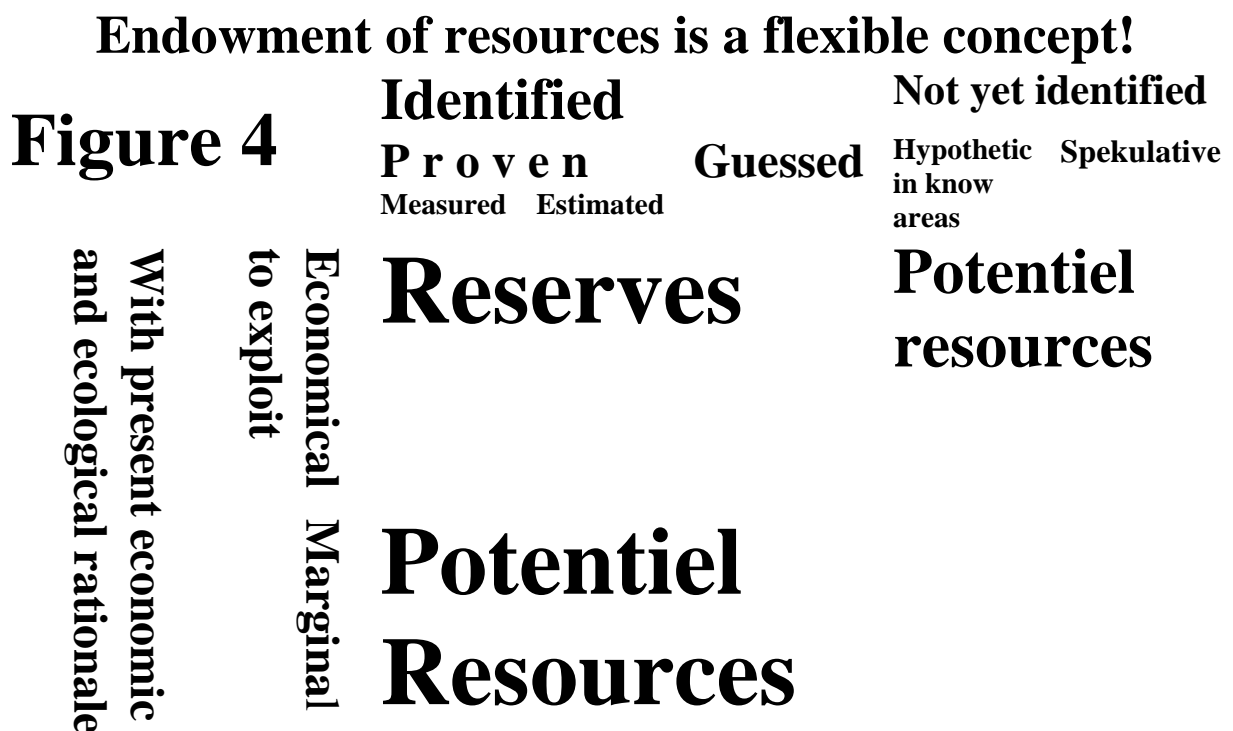 Endowment of resources is a flexible concept!
Figure 4
Identified
Not yet identified
P r o v e n
Guessed
Hypothetic
in know
areas
Spekulative
Measured Estimated
With present economic
and ecological rationale
Economical
to exploit
Marginal
Reserves
Potentiel
resources
Potentiel
Resources